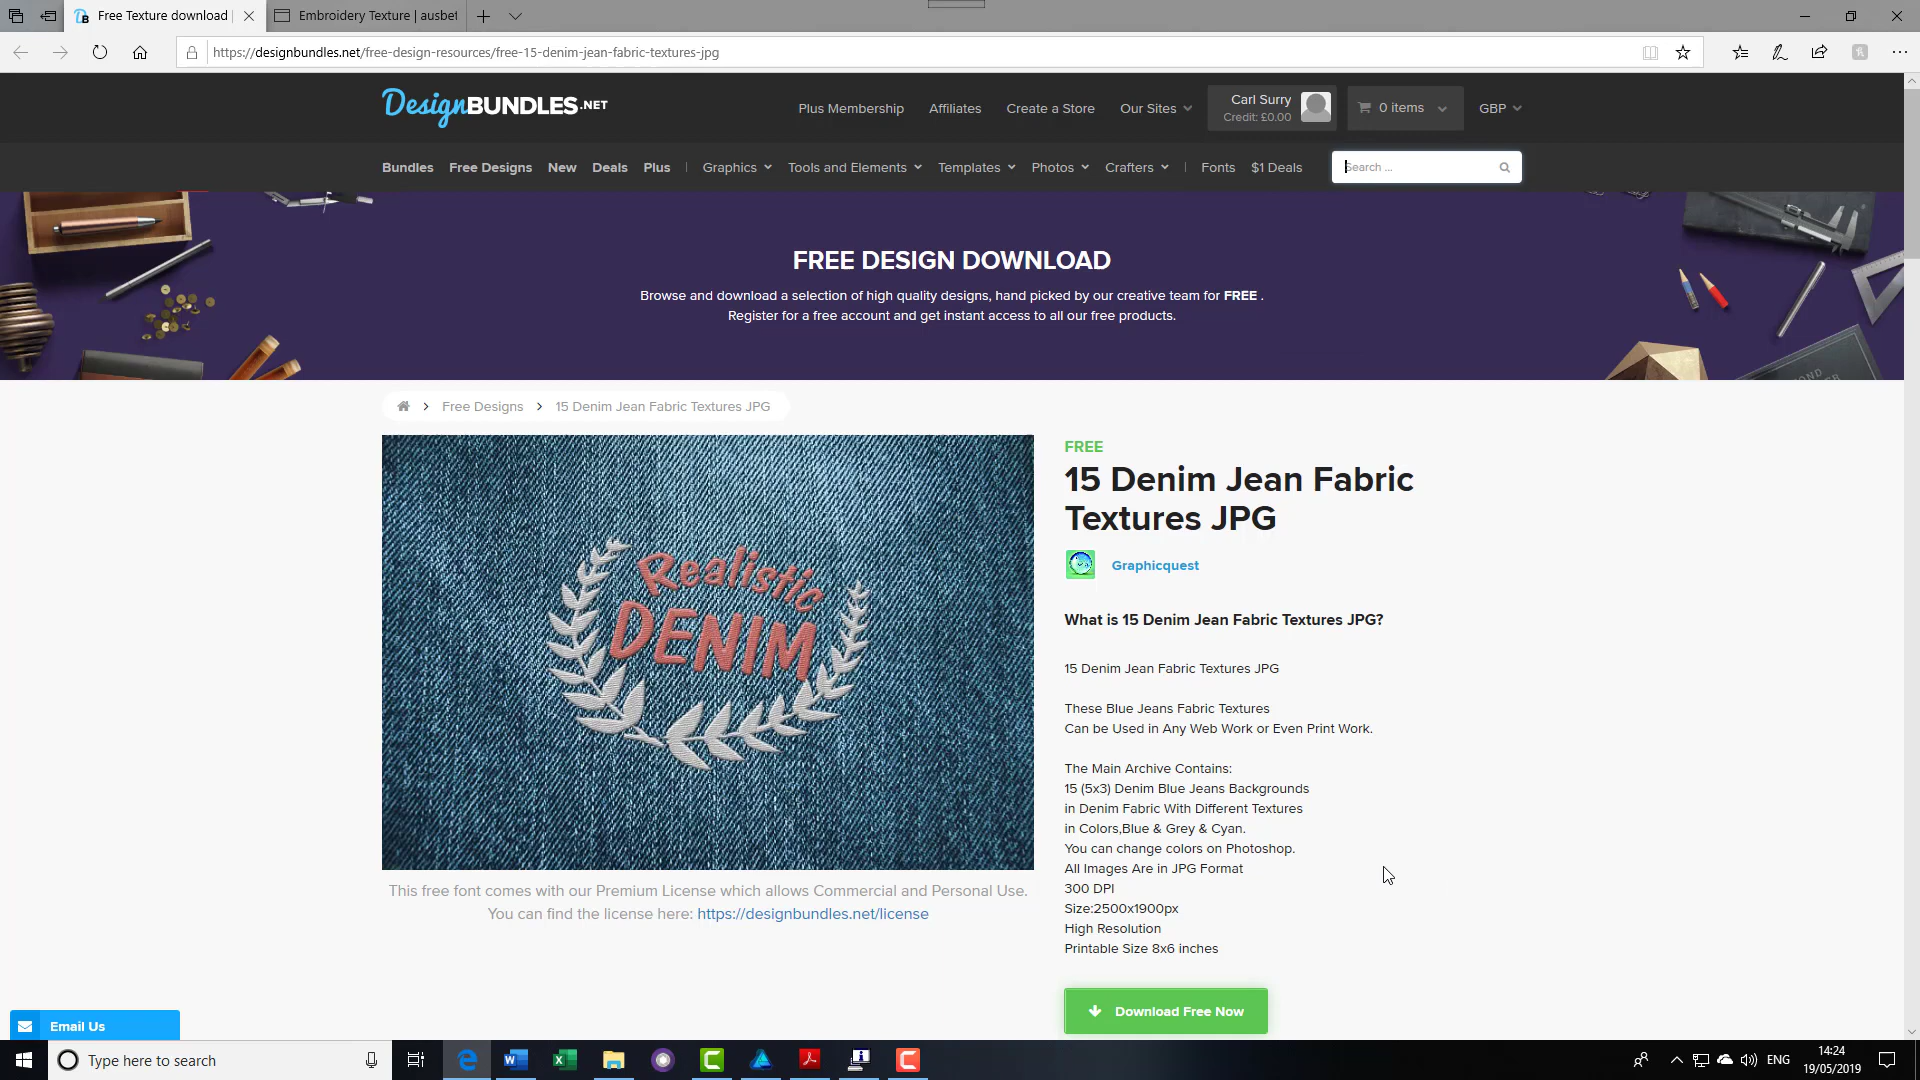 Free Texture download
Embroidery Texture | ausbet
https://designbundles.net/free-design-resources/free-15-denim-jean-fabric-textures-jpg
DesignBUNDLES.NET
Plus Membership
Affiliates
Create a Store
Our Sites
Carl Surry
Credit: £0.00
0 items
GBP
Bundles
Free Designs
New
Deals
Plus
Graphics
Tools and Elements
Templates
Photos
Crafters
Fonts
$1 Deals
Search ...
FREE DESIGN DOWNLOAD
Browse and download a selection of high quality designs, hand picked by our creative team for FREE .
Register for a free account and get instant access to all our free products.
Free Designs
15 Denim Jean Fabric Textures JPG
Realistic
DENIM
This free font comes with our Premium License which allows Commercial and Personal Use.
You can find the license here: https://designbundles.net/license
FREE
15 Denim Jean Fabric
Textures JPG
Graphicquest
What is 15 Denim Jean Fabric Textures JPG?
15 Denim Jean Fabric Textures JPG
These Blue Jeans Fabric Textures
Can be Used in Any Web Work or Even Print Work.
The Main Archive Contains:
15 (5x3) Denim Blue Jeans Backgrounds
in Denim Fabric With Different Textures
in Colors,Blue & Grey & Cyan.
You can change colors on Photoshop.
All Images Are in JPG Format
300 DPI
Size:2500x1900px
High Resolution
Printable Size 8x6 inches
Download Free Now
Email Us
Type here to search
ENG
14:24
19/05/2019